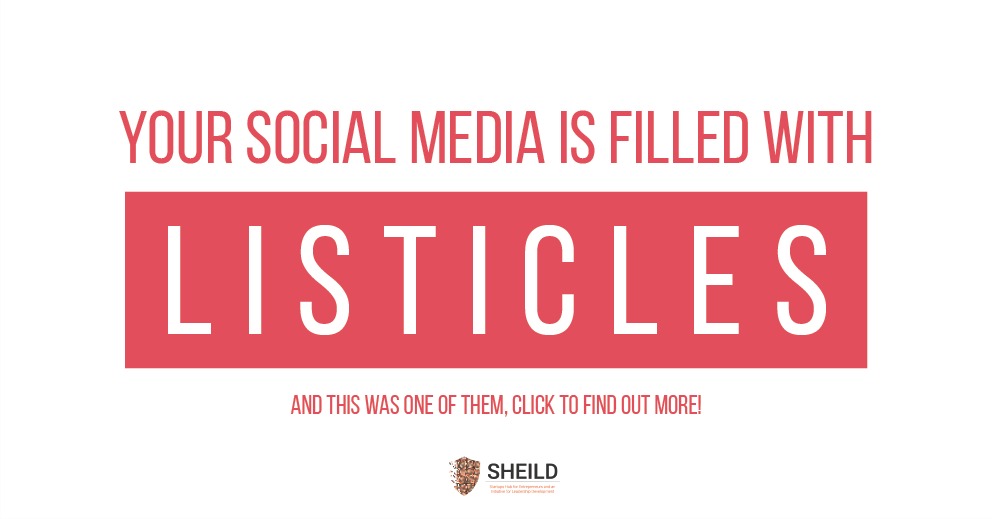 YOUR SOCIAL MEDIA IS FILLED WITH
LISTICLES
AND THIS WAS ONE OF THEM, CLICK TO FIND OUT MORE!
SHEILD